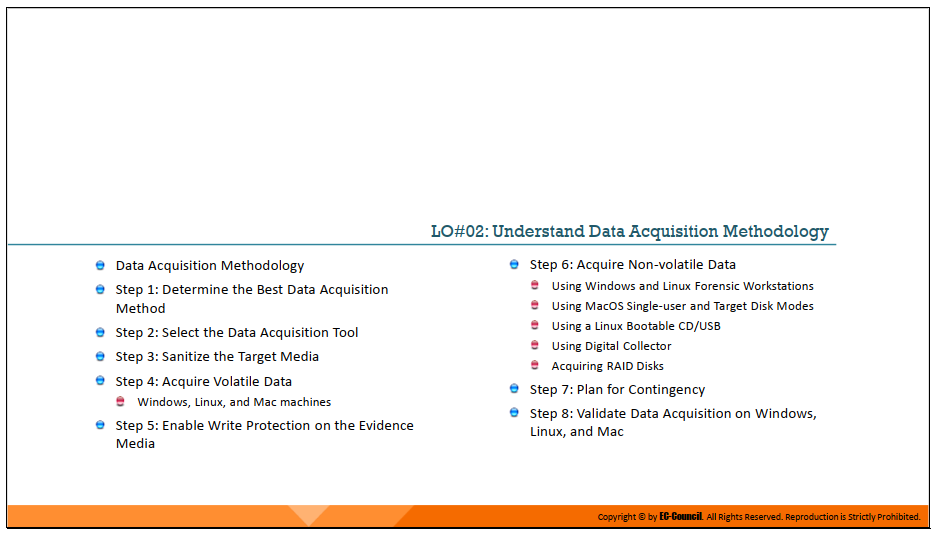 LO#02: Understand Data Acquisition Methodology
Data Acquisition Methodology
Step 1: Determine the Best Data Acquisition
Method
Step 2: Select the Data Acquisition Tool
Step 3: Sanitize the Target Media
Step 4: Acquire Volatile Data
Windows, Linux, and Mac machines
Step 5: Enable Write Protection on the Evidence
Media
Step 6: Acquire Non-volatile Data
Using Windows and Linux Forensic Workstations
Using MacOS Single-user and Target Disk Modes
Using a Linux Bootable CD/USB
Using Digital Collector
Acquiring RAID Disks
Step 7: Plan for Contingency
Step 8: Validate Data Acquisition on Windows,
Linux, and Mac
Copyright © by EC-Council. All Rights Reserved. Reproduction is Strictly Prohibited.